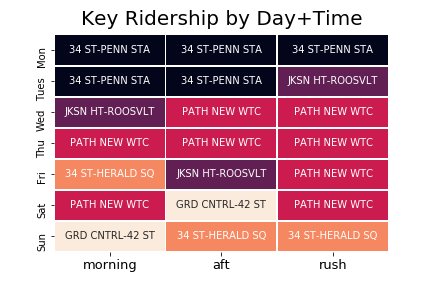 Key Ridership by Day+Time
Mon 34 ST-PENN STA 34 ST-PENN STA 34 ST-PENN STA
Tues 34 ST-PENN STA 34 ST-PENN STA JKSN HT-ROOSVLT
Wed JKSN HT-ROOSVLT PATH NEW WTC PATH NEW WTC
Thu PATH NEW WTC PATH NEW WTC PATH NEW WTC
Fri 34 ST-HERALD SQ JKSN HT-ROOSVLT PATH NEW WTC
Sat PATH NEW WTC GRD CNTRL-42 ST PATH NEW WTC
Sun GRD CNTRL-42 ST 34 ST-HERALD SQ 34 ST-HERALD SQ
morning aft rush